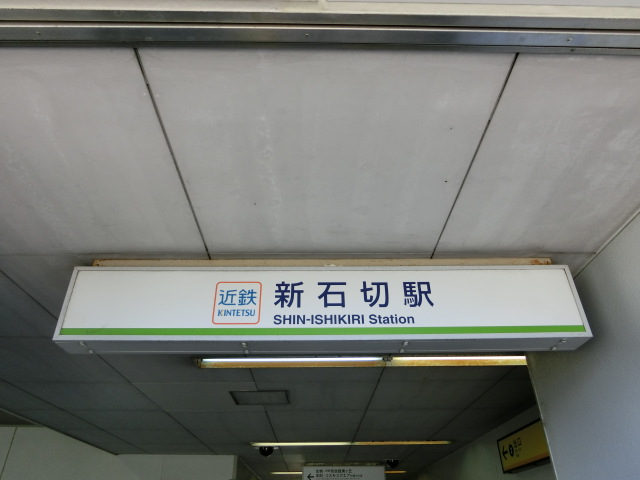 近鉄
KINTETSU
新石切駅
SHIN-ISHIKIRI Station